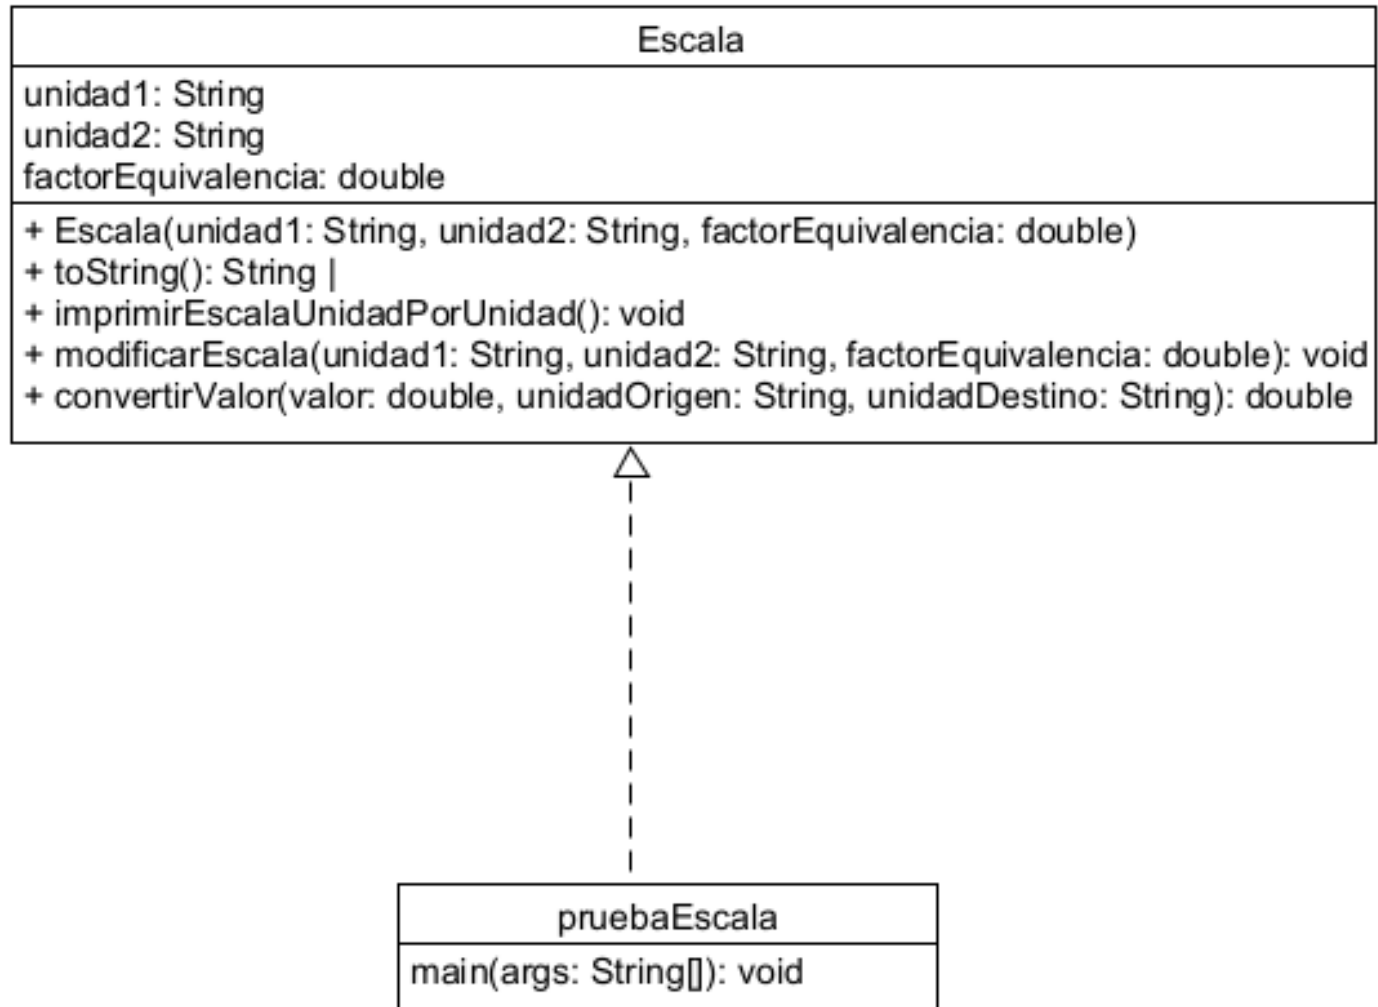 Escala
unidad1: String
unidad2: String
factorEquivalencia: double
+ Escala(unidad1: String, unidad2: String, factorEquivalencia: double)
+ toString(): String |
+ imprimirEscalaUnidadPorUnidad(): void
+ modificarEscala(unidad1: String, unidad2: String, factorEquivalencia: double): void
+ convertirValor(valor: double, unidadOrigen: String, unidadDestino: String): double
pruebaEscala
main(args: String[]): void